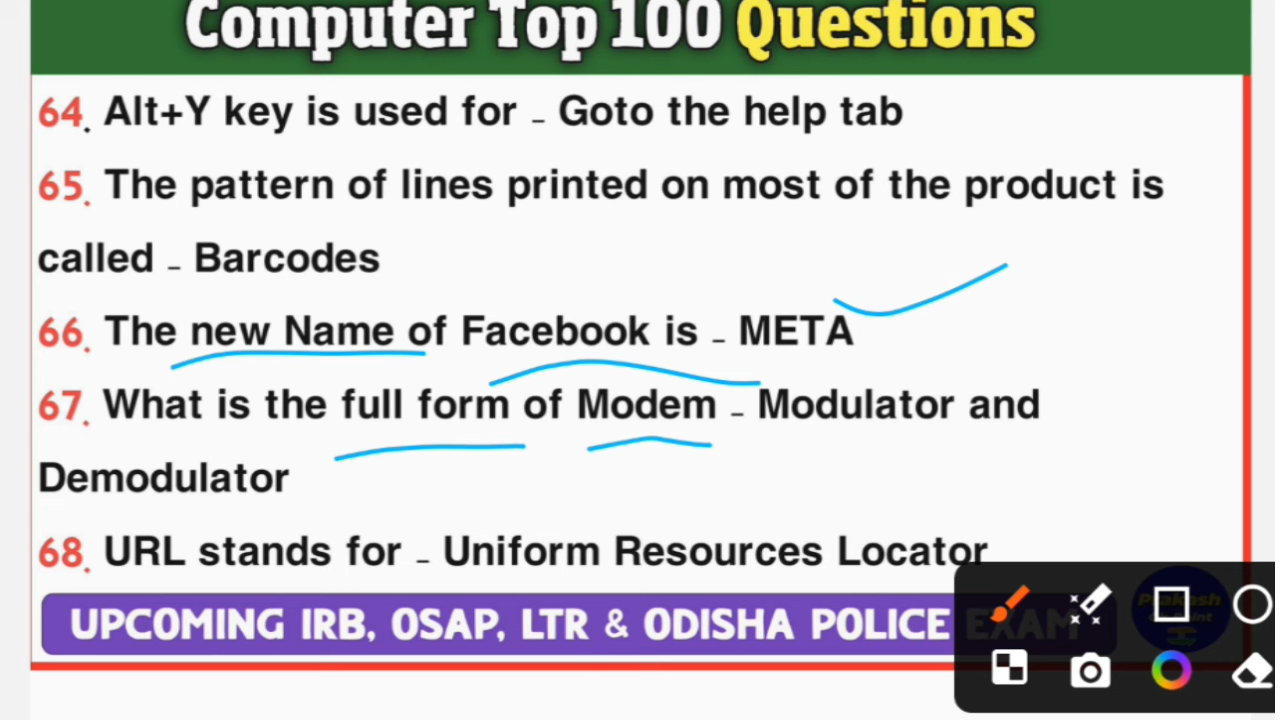 Computer Top 100 Questions
64. Alt+Y key is used for - Goto the help tab
65. The pattern of lines printed on most of the product is
called - Barcodes
66. The new Name of Facebook is - META
67. What is the full form of Modem - Modulator and
Demodulator
68. URL stands for - Uniform Resources Locator
UPCOMING IRB, OSAP, LTR & ODISHA POLICE EXAM